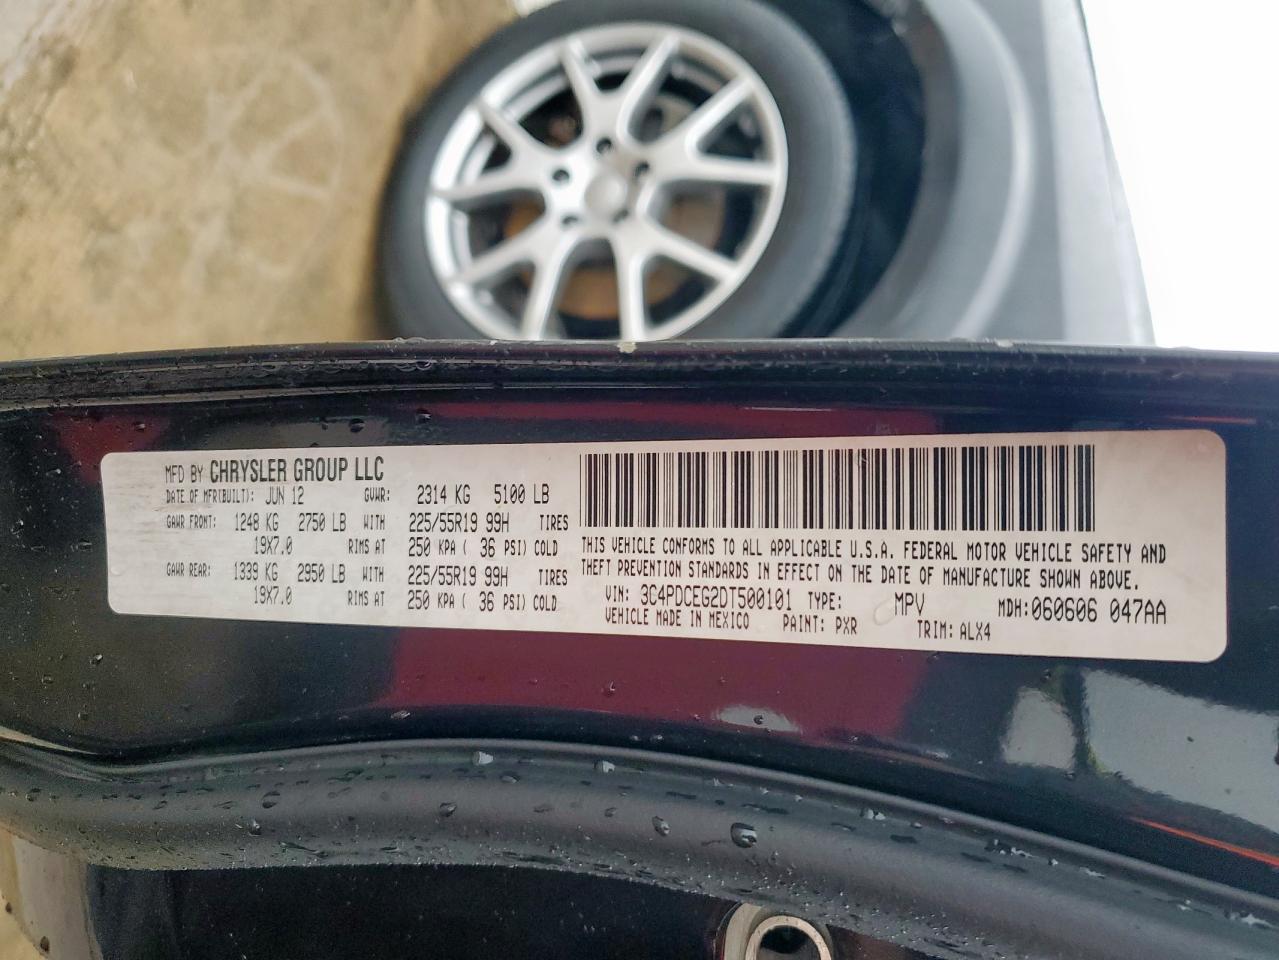 MFD BY CHRYSLER GROUP LLC
DATE OF MFR(BUILT): JUN 12 GVWR: 2314 KG 5100 LB
GAWR FRONT: 1248 KG 2750 LB WITH 225/55R19 99H TIRES
19X7.0 RIMS AT 250 KPA ( 36 PSI) COLD
GAWR REAR: 1339 KG 2950 LB WITH 225/55R19 99H TIRES
19X7.0 RIMS AT 250 KPA ( 36 PSI) COLD
THIS VEHICLE CONFORMS TO ALL APPLICABLE U.S.A. FEDERAL MOTOR VEHICLE SAFETY AND
THEFT PREVENTION STANDARDS IN EFFECT ON THE DATE OF MANUFACTURE SHOWN ABOVE.
VIN: 3C4PDCEG2DT500101 TYPE: MPV MDH:060606 047AA
VEHICLE MADE IN MEXICO PAINT: PXR TRIM: ALX4